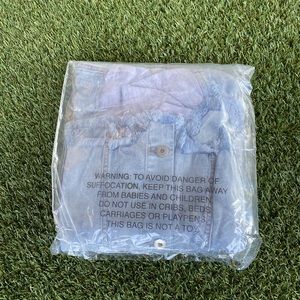 WARNING: TO AVOID DANGER OF
SUFFOCATION, KEEP THIS BAG AWAY
FROM BABIES AND CHILDREN.
DO NOT USE IN CRIBS, BEDS,
CARRIAGES OR PLAYPENS.
THIS BAG IS NOT A TOY.